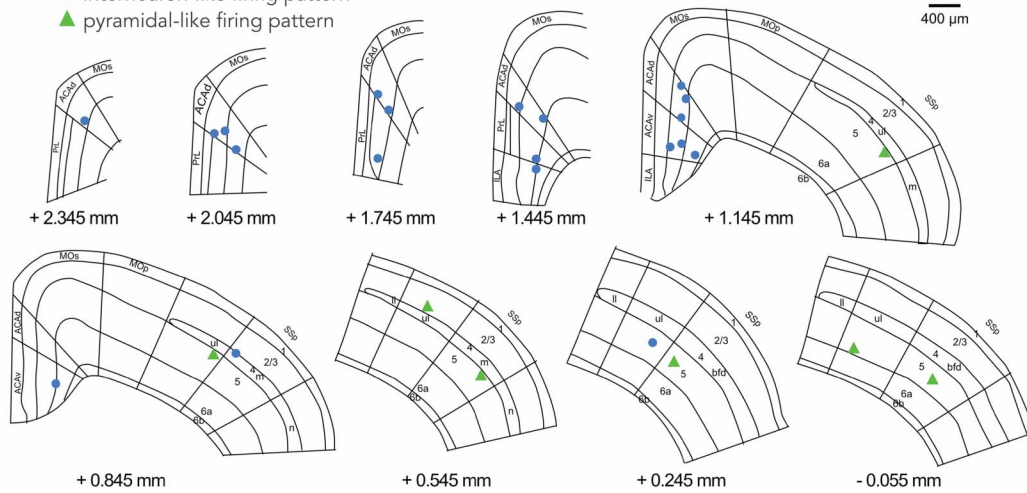 pyramidal-like firing pattern
400 µm
MOs
ACAd
PrL
+ 2.345 mm
MOs
ACAd
PrL
+ 2.045 mm
MOs
ACAd
PrL
+ 1.745 mm
MOs
ACAd
PrL
ILA
+ 1.445 mm
MOs
MOp
SSp
ACAd
ACAv
ILA
1
2/3
4
ul
5
6a
6b
m
+ 1.145 mm
MOs
MOp
SSp
ACAd
ACAv
ul
1
2/3
4
m
5
6a
6b
n
+ 0.845 mm
ll
ul
SSp
1
2/3
4
m
5
6a
6b
n
+ 0.545 mm
ll
ul
SSp
1
2/3
4
bfd
5
6a
6b
+ 0.245 mm
ll
ul
SSp
1
2/3
4
bfd
5
6a
6b
- 0.055 mm